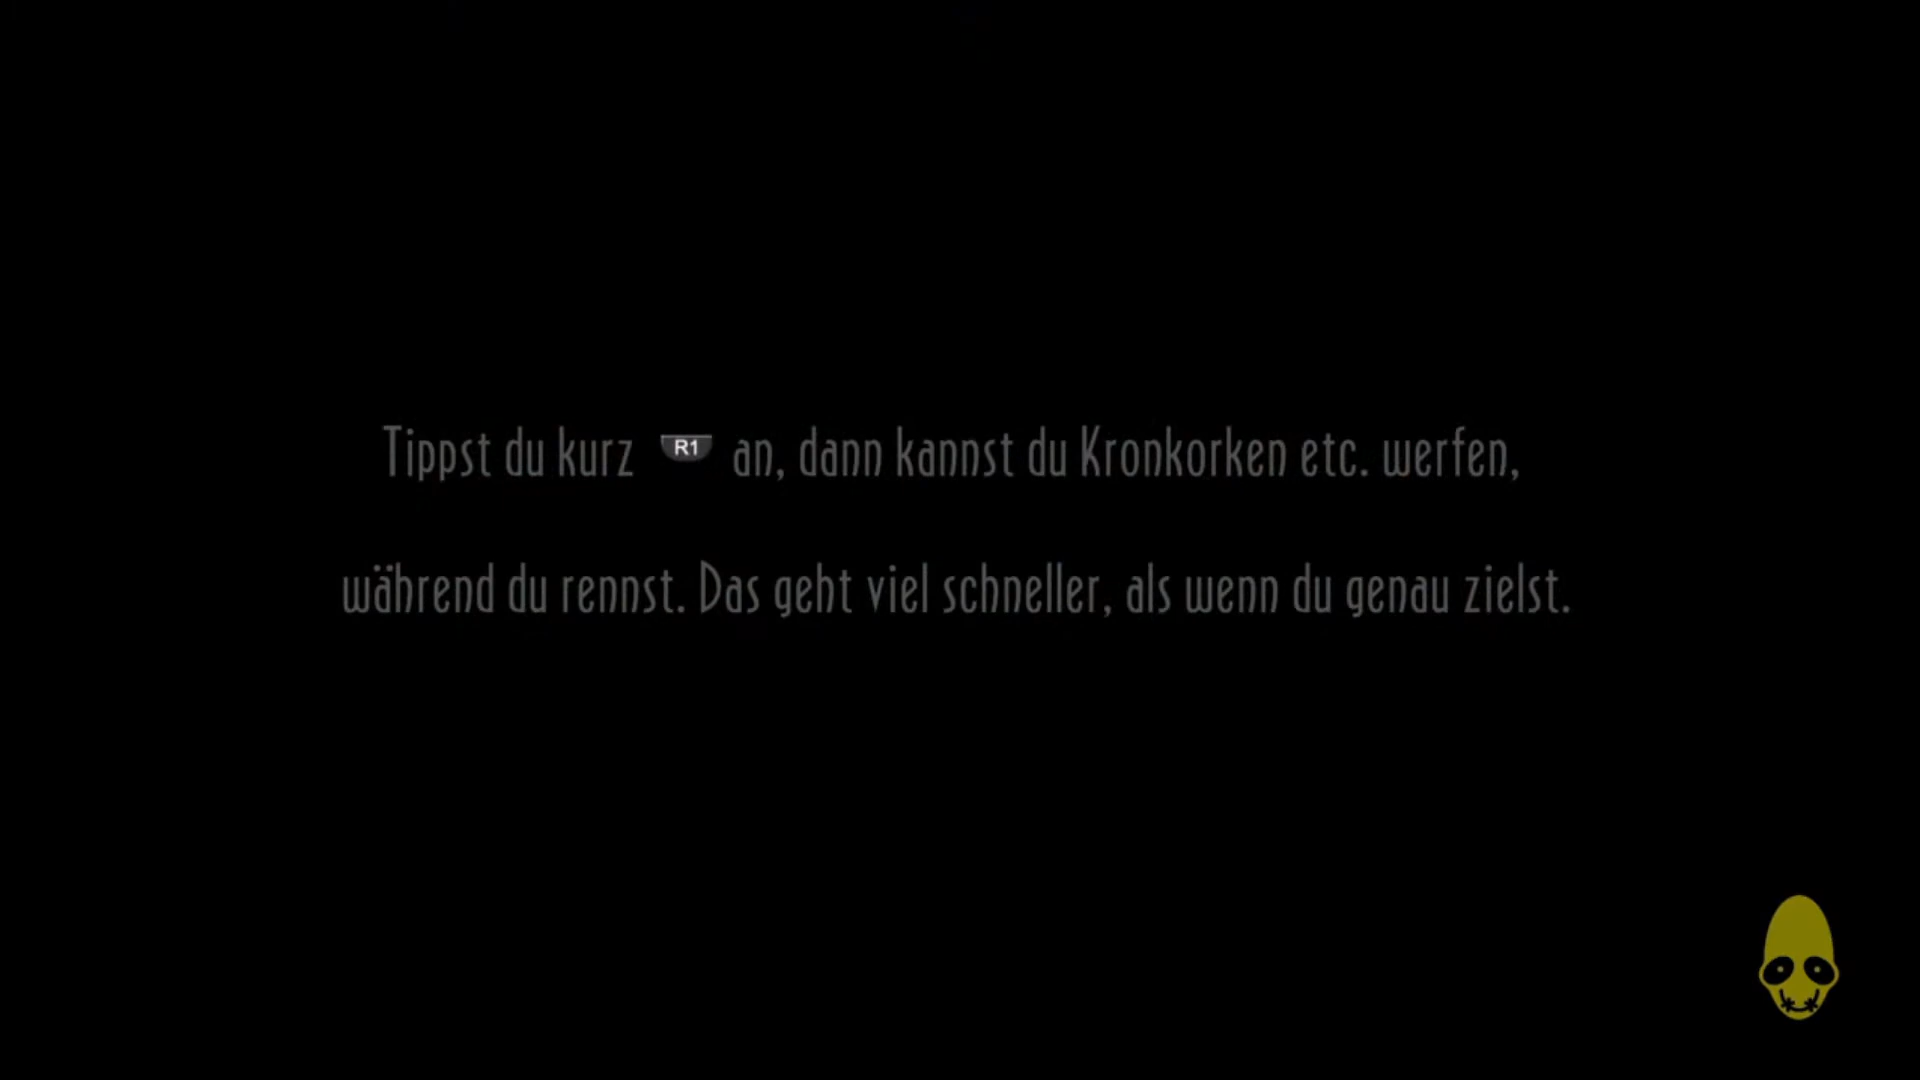 Tippst du kurz R1 an, dann kannst du Kronkorken etc. werfen,
während du rennst. Das geht viel schneller, als wenn du genau zielst.